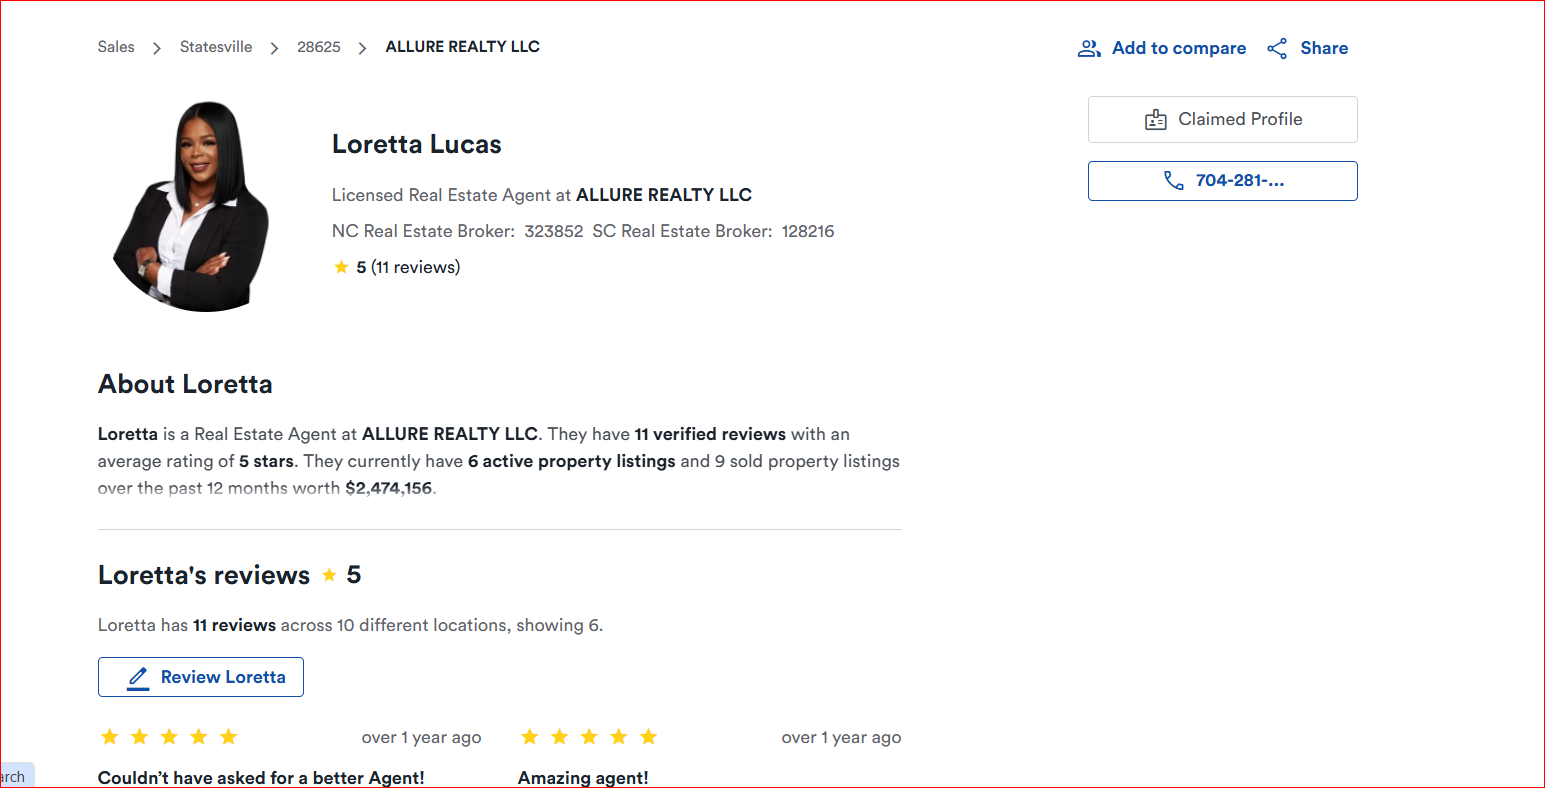 Sales > Statesville > 28625 > ALLURE REALTY LLC
Add to compare Share
Claimed Profile
704-281-...
Loretta Lucas
Licensed Real Estate Agent at ALLURE REALTY LLC
NC Real Estate Broker: 323852 SC Real Estate Broker: 128216
5 (11 reviews)
About Loretta
Loretta is a Real Estate Agent at ALLURE REALTY LLC. They have 11 verified reviews with an
average rating of 5 stars. They currently have 6 active property listings and 9 sold property listings
over the past 12 months worth $2,474,156.
Loretta's reviews 5
Loretta has 11 reviews across 10 different locations, showing 6.
Review Loretta
over 1 year ago over 1 year ago
Couldn’t have asked for a better Agent! Amazing agent!
arch